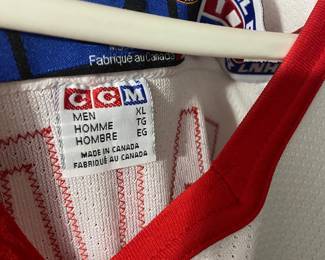 Fabriqué au Canada
CCM
MEN XL
HOMME TG
HOMBRE EG
MADE IN CANADA
FABRIQUÉ AU CANADA